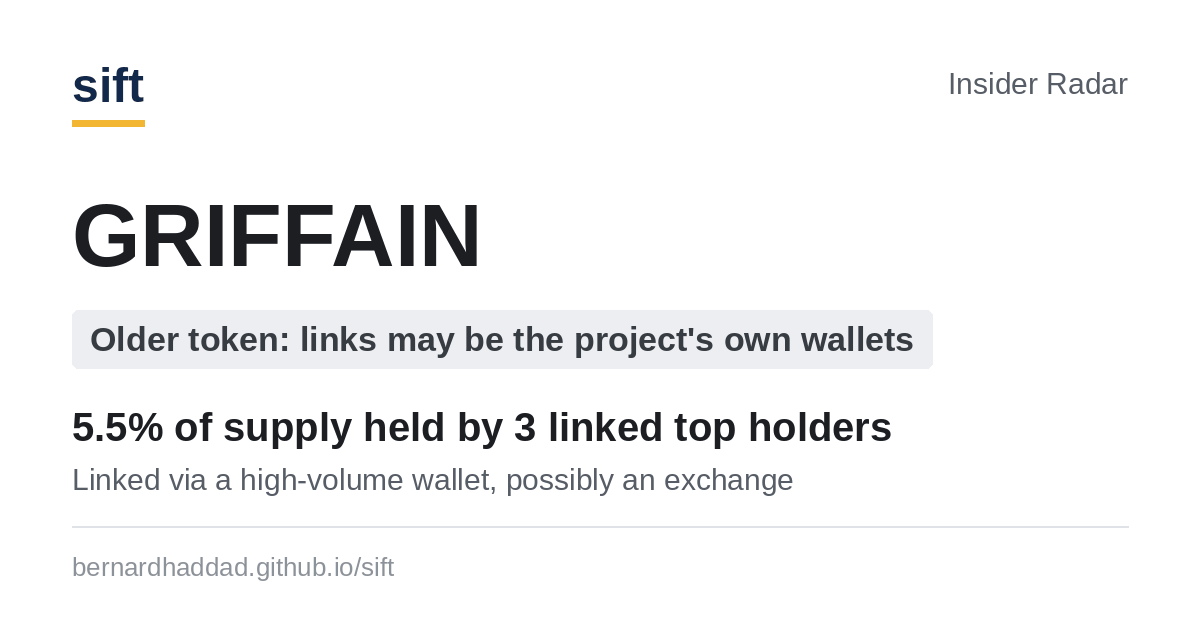 sift
Insider Radar
GRIFFAIN
Older token: links may be the project's own wallets
5.5% of supply held by 3 linked top holders
Linked via a high-volume wallet, possibly an exchange
bernardhaddad.github.io/sift